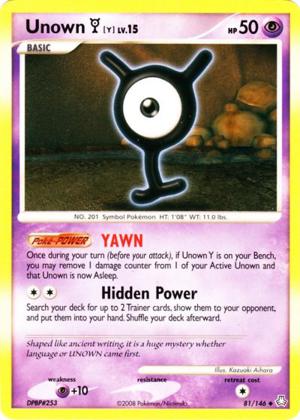 Unown Y [Y] LV.15 HP 50
BASIC
NO. 201 Symbol Pokémon HT: 1'08" WT: 11.0 lbs.
Poké-POWER YAWN
Once during your turn (before your attack), if Unown Y is on your Bench,
you may remove 1 damage counter from 1 of your Active Unown and
that Unown is now Asleep.
Hidden Power
Search your deck for up to 2 Trainer cards, show them to your opponent,
and put them into your hand. Shuffle your deck afterward.
Shaped like ancient writing, it is a huge mystery whether
language or UNOWN came first.
Illus. Kazuaki Aihara
weakness resistance retreat cost
+10
DPBP#253 ©2008 Pokémon/Nintendo 81/146